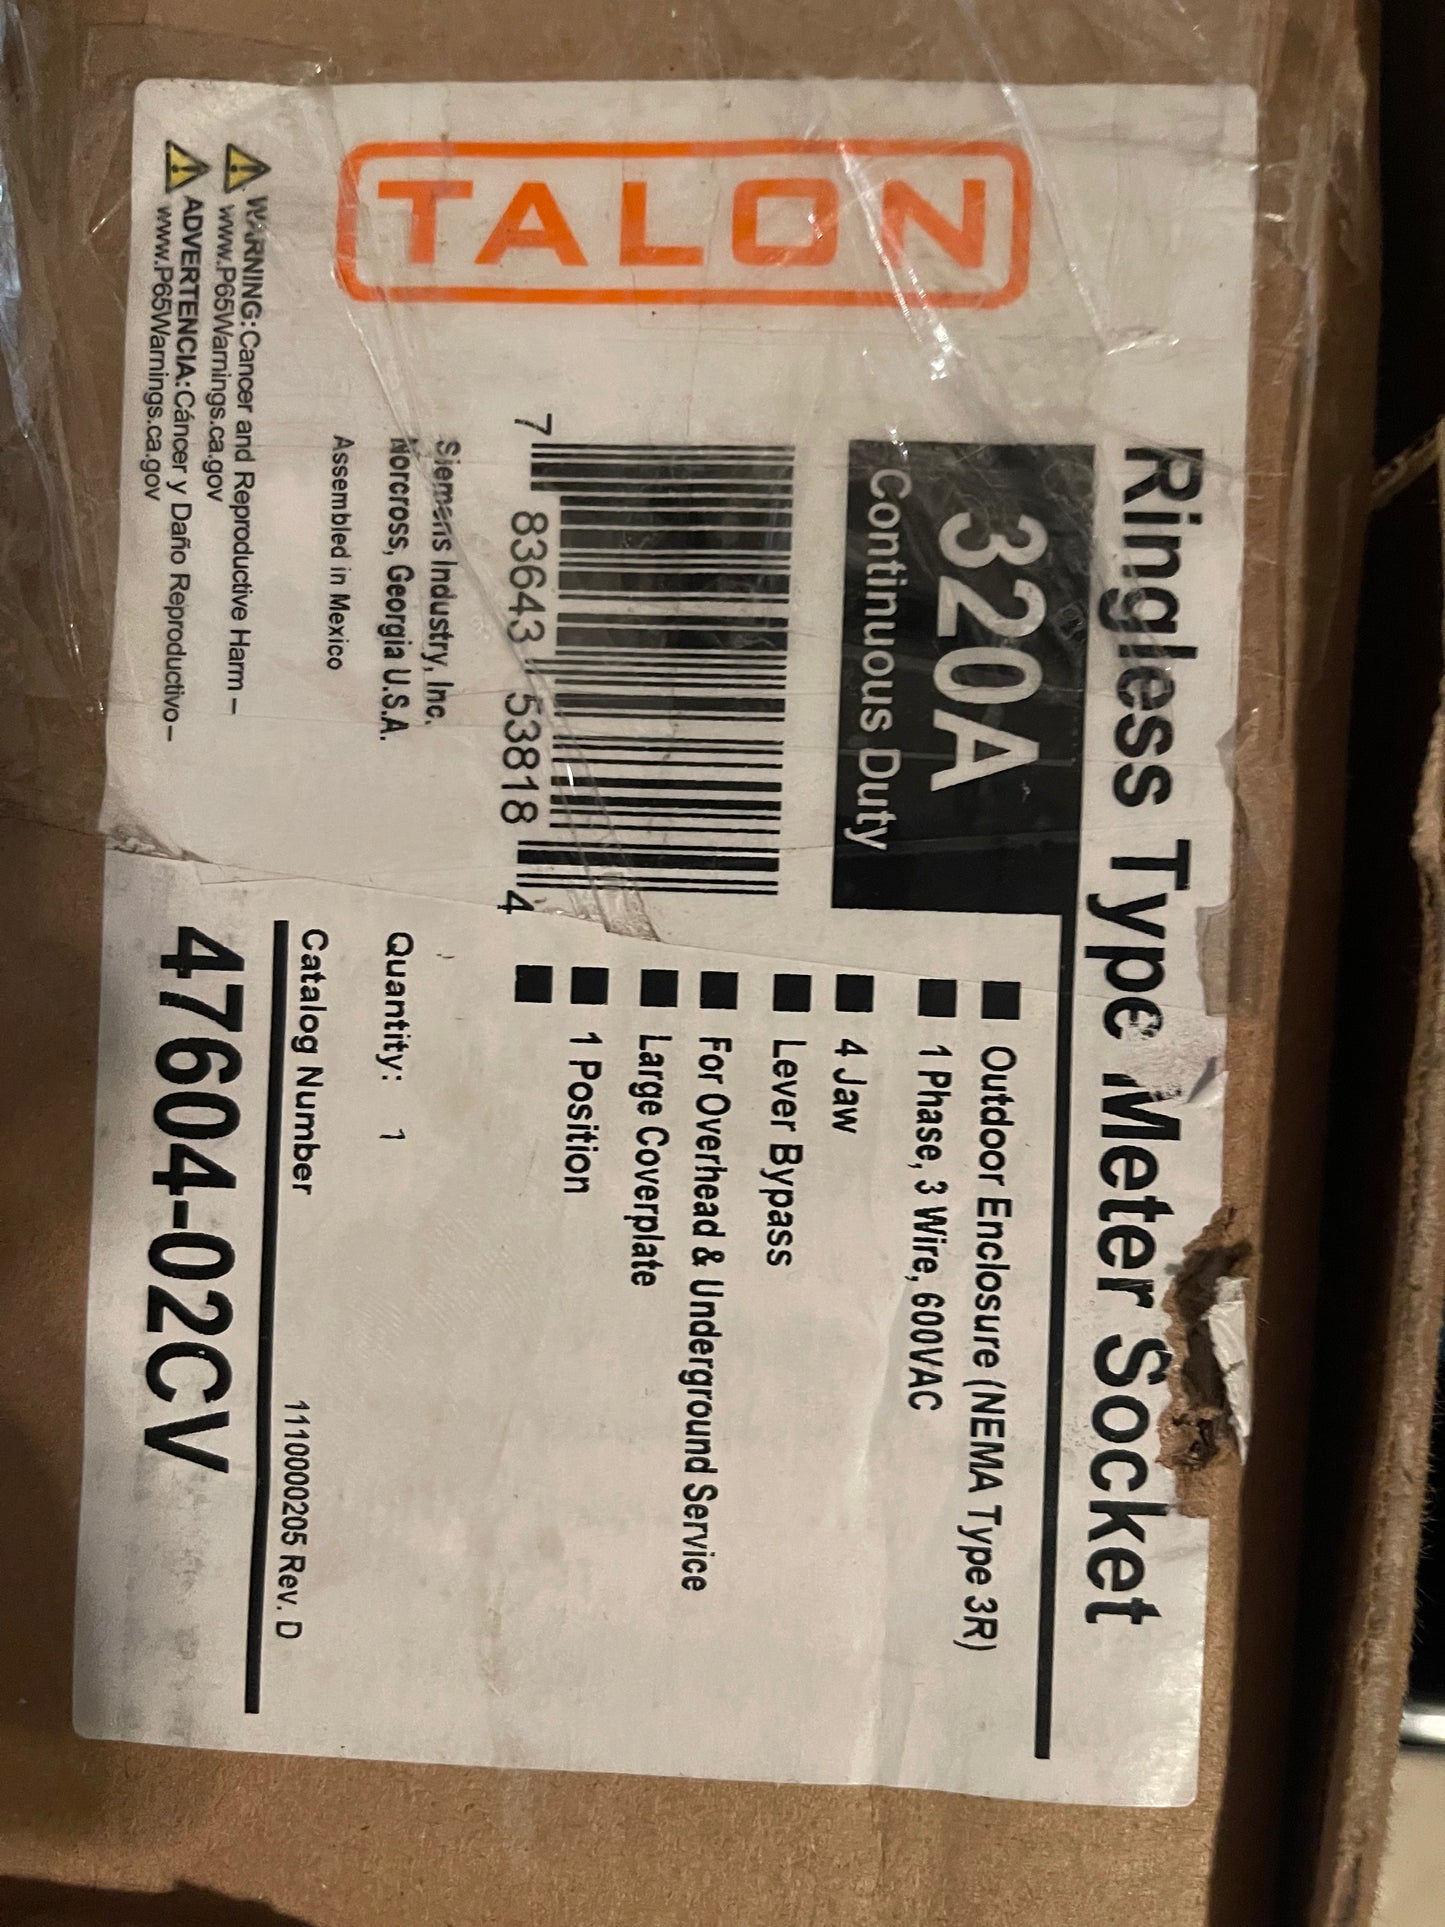 TALON
Ringless Type Meter Socket
320A
Continuous Duty
Outdoor Enclosure (NEMA Type 3R)
1 Phase, 3 Wire, 600VAC
4 Jaw
Lever Bypass
For Overhead & Underground Service
Large Coverplate
1 Position
7 83643 53818 4
Siemens Industry, Inc.
Norcross, Georgia U.S.A.
Assembled in Mexico
Quantity: 1
Catalog Number
1110000205 Rev. D
47604-02CV
WARNING:Cancer and Reproductive Harm –
www.P65Warnings.ca.gov
ADVERTENCIA:Cáncer y Daño Reproductivo–
www.P65Warnings.ca.gov